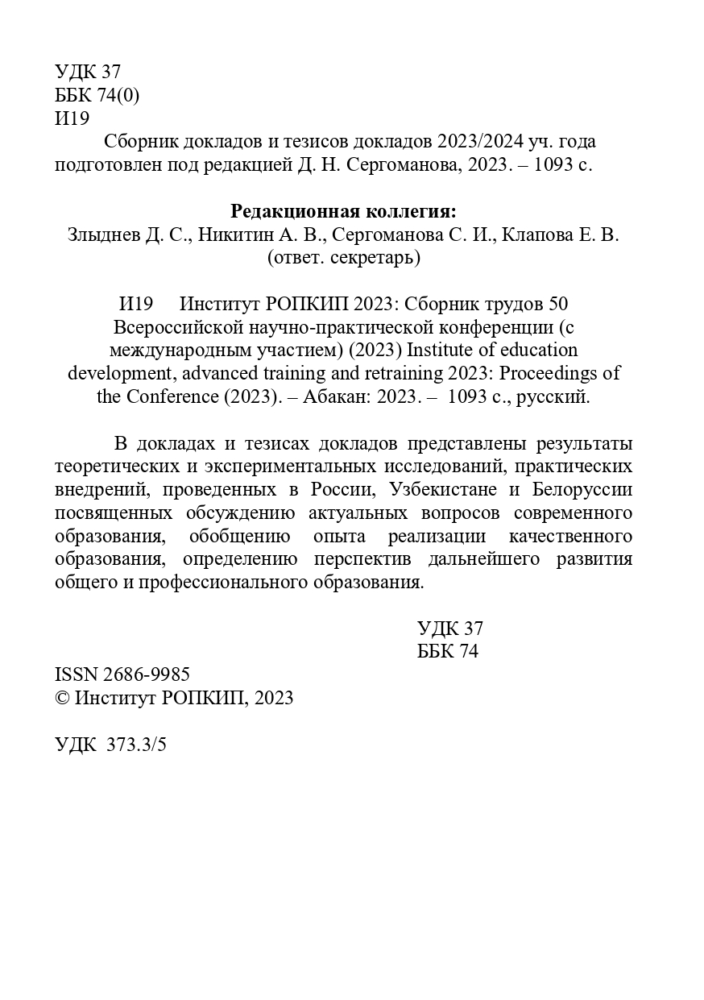 УДК 37
ББК 74(0)
И19
Сборник докладов и тезисов докладов 2023/2024 уч. года
подготовлен под редакцией Д. Н. Сергоманова, 2023. – 1093 с.
Редакционная коллегия:
Злыднев Д. С., Никитин А. В., Сергоманова С. И., Клапова Е. В.
(ответ. секретарь)
И19 Институт РОПКИП 2023: Сборник трудов 50
Всероссийской научно-практической конференции (с
международным участием) (2023) Institute of education
development, advanced training and retraining 2023: Proceedings of
the Conference (2023). – Абакан: 2023. – 1093 с., русский.
В докладах и тезисах докладов представлены результаты
теоретических и экспериментальных исследований, практических
внедрений, проведенных в России, Узбекистане и Белоруссии
посвященных обсуждению актуальных вопросов современного
образования, обобщению опыта реализации качественного
образования, определению перспектив дальнейшего развития
общего и профессионального образования.
УДК 37
ББК 74
ISSN 2686-9985
© Институт РОПКИП, 2023
УДК 373.3/5